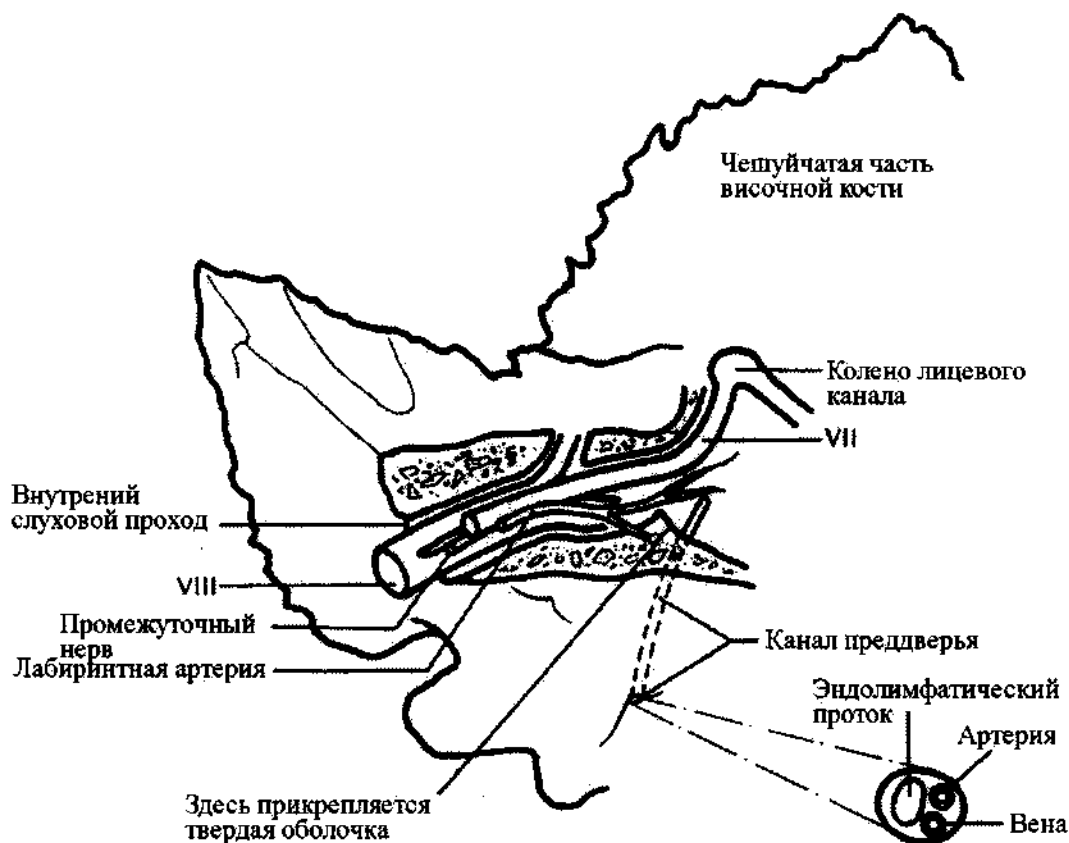 Чешуйчатая часть
височной кости
Колено лицевого
канала
VII
Внутрений
слуховой проход
VIII
Промежуточный
нерв
Лабиринтная артерия
Канал преддверья
Эндолимфатический
проток
Артерия
Здесь прикрепляется
твердая оболочка
Вена